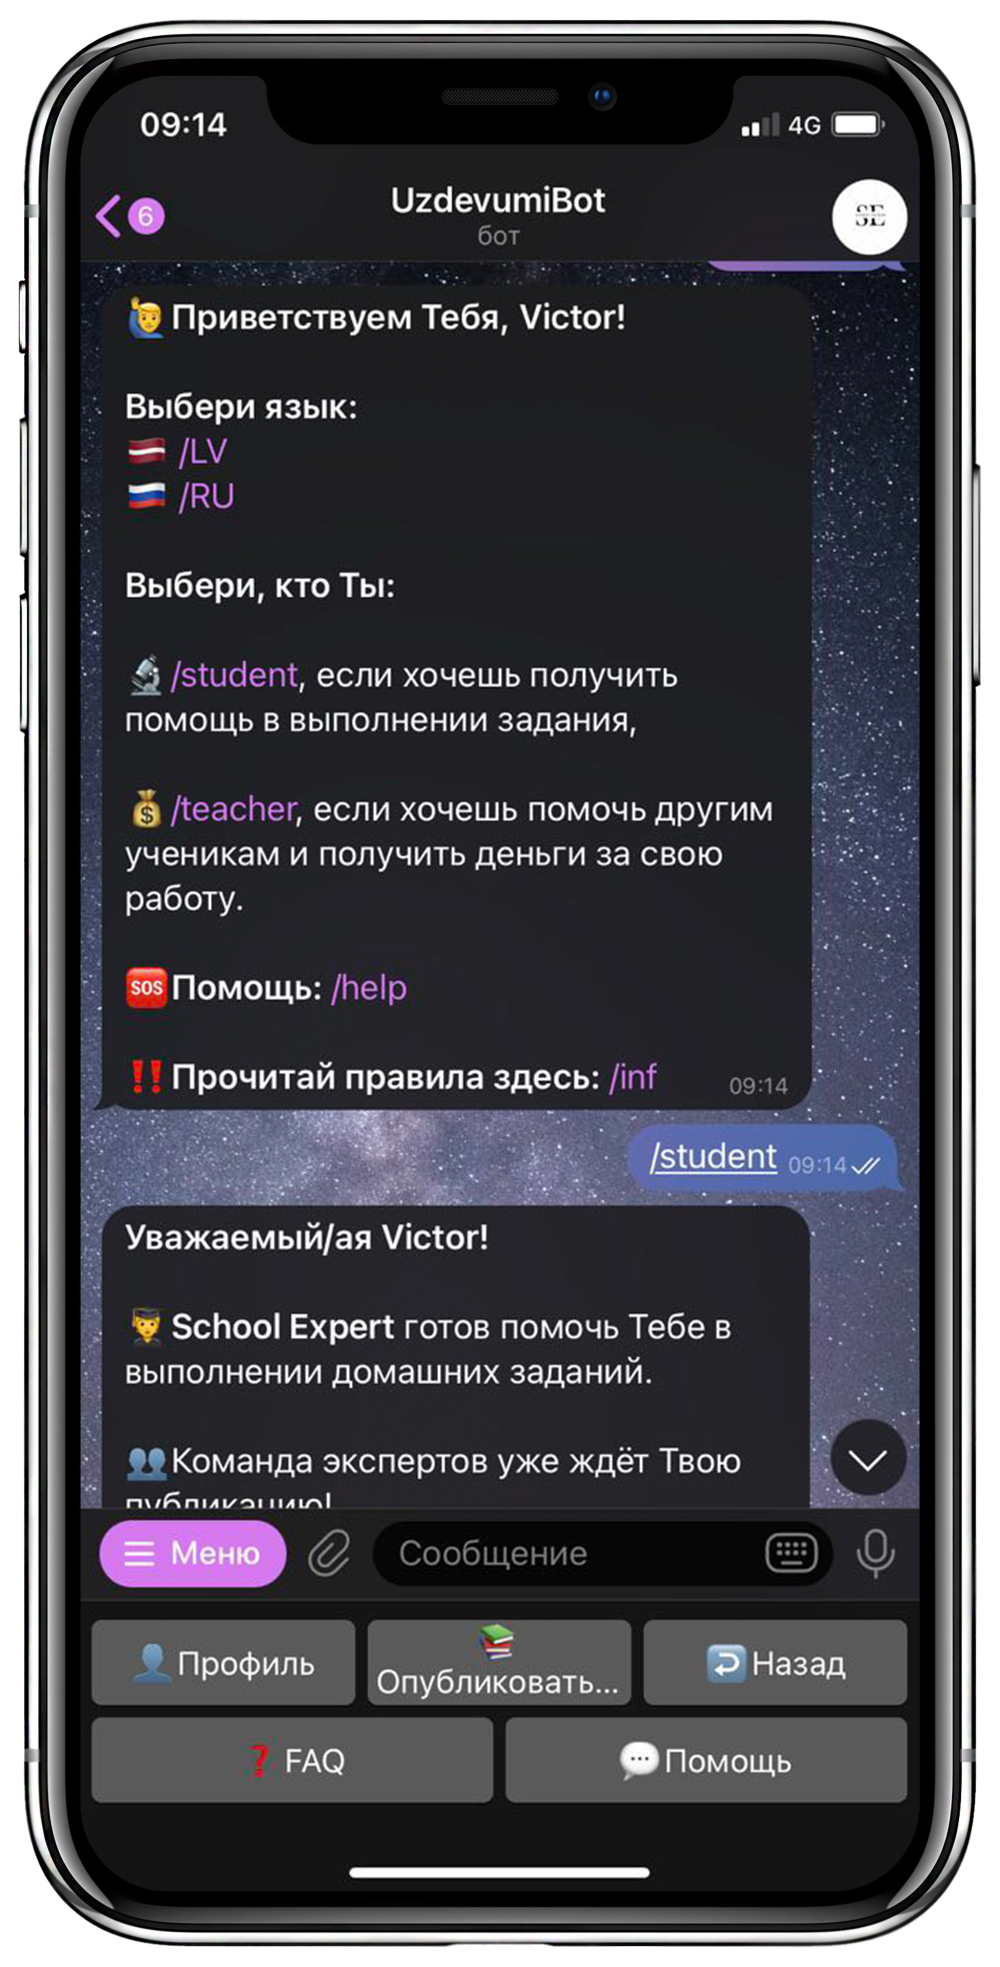 09:14
4G
6
UzdevumiBot
бот
SE
Приветствуем Тебя, Victor!
Выбери язык:
/LV
/RU
Выбери, кто Ты:
/student, если хочешь получить
помощь в выполнении задания,
/teacher, если хочешь помочь другим
ученикам и получить деньги за свою
работу.
SOS Помощь: /help
‼️Прочитай правила здесь: /inf
09:14
/student 09:14
Уважаемый/ая Victor!
School Expert готов помочь Тебе в
выполнении домашних заданий.
Команда экспертов уже ждёт Твою
публикацию!
Меню
Сообщение
Профиль
Опубликовать...
Назад
❓ FAQ
Помощь